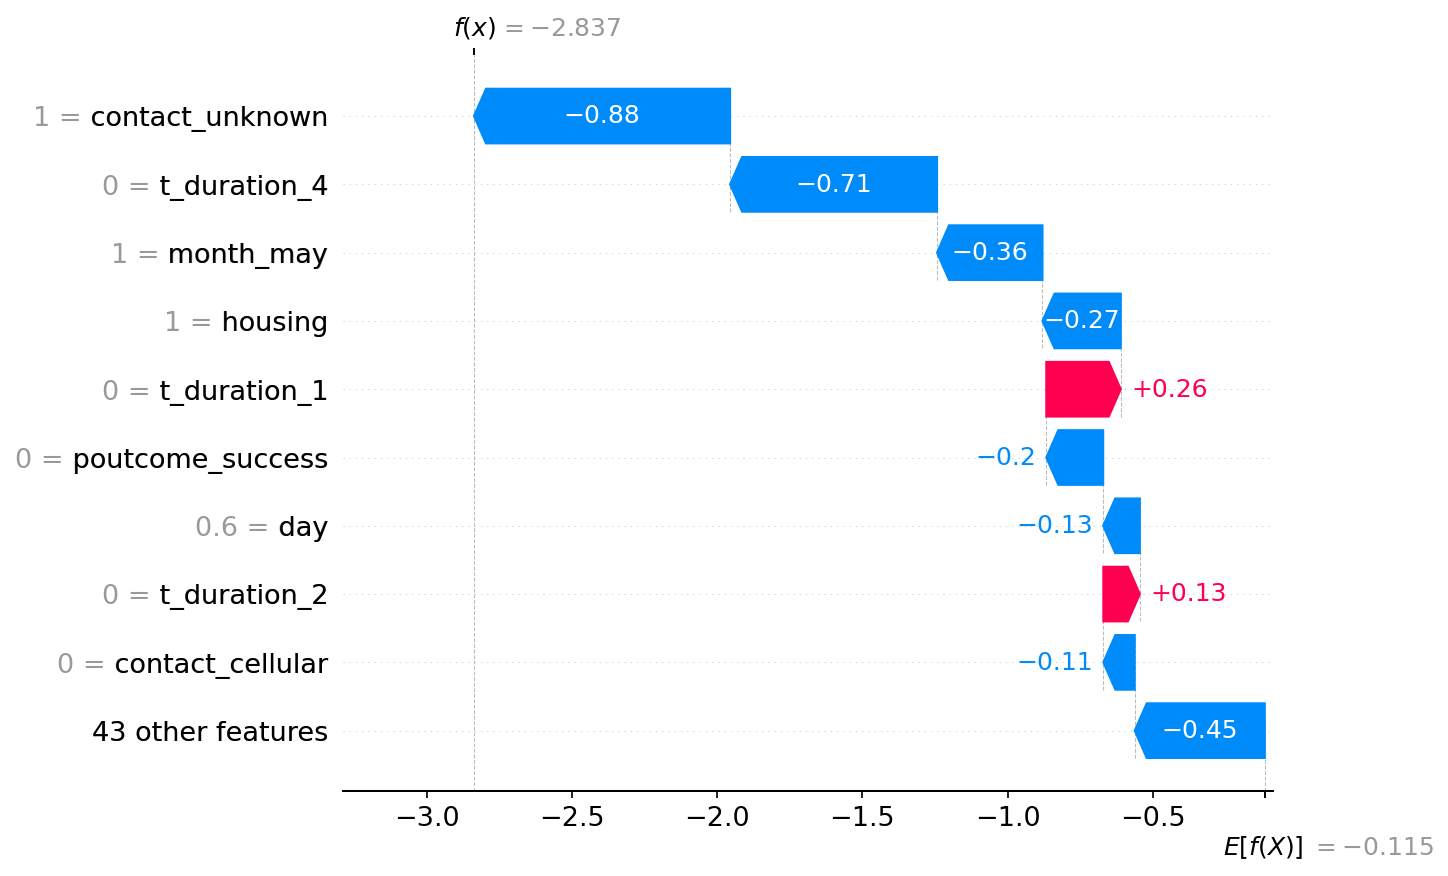 f(x) = −2.837
1 = contact_unknown −0.88
0 = t_duration_4 −0.71
1 = month_may −0.36
1 = housing −0.27
0 = t_duration_1 +0.26
0 = poutcome_success −0.2
0.6 = day −0.13
0 = t_duration_2 +0.13
0 = contact_cellular −0.11
43 other features −0.45
−3.0 −2.5 −2.0 −1.5 −1.0 −0.5
E[f(X)] = −0.115